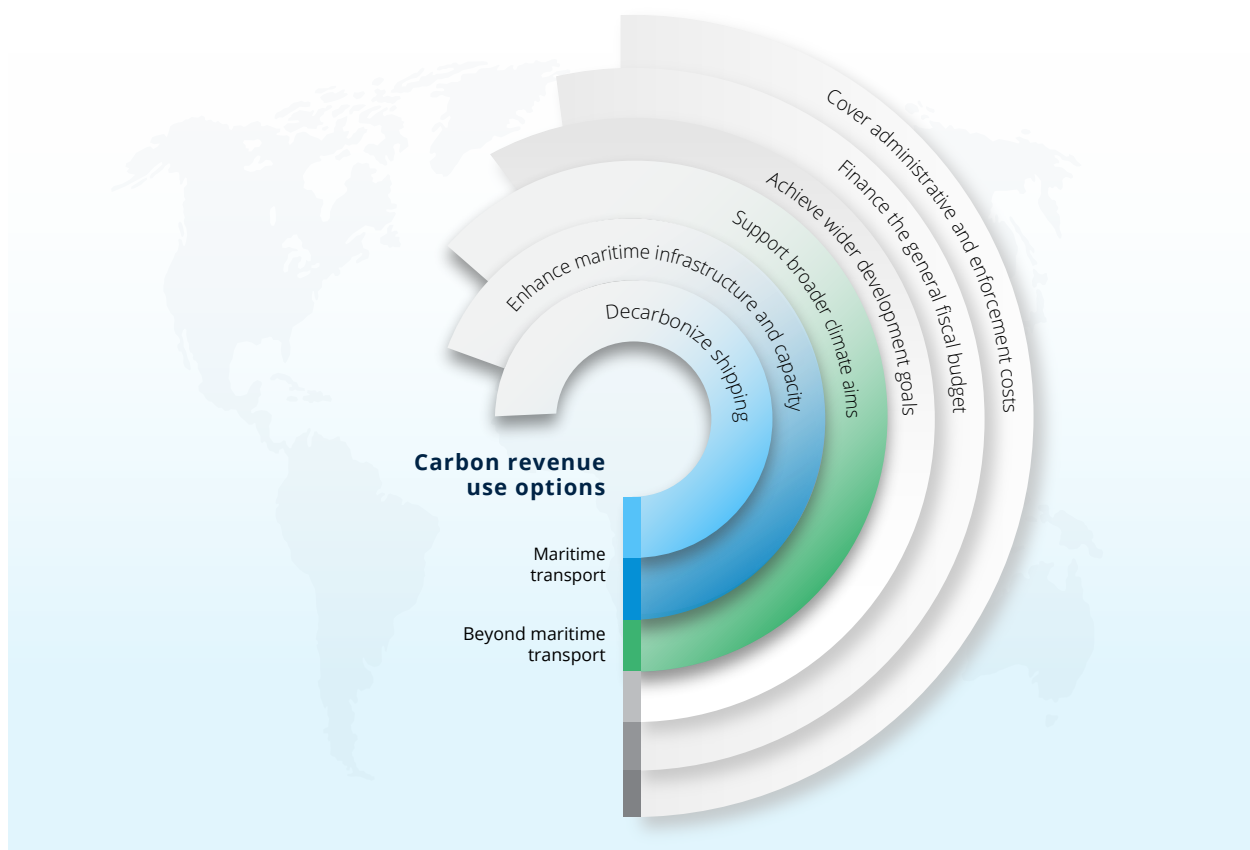 Cover administrative and enforcement costs
Finance the general fiscal budget
Achieve wider development goals
Support broader climate aims
Enhance maritime infrastructure and capacity
Decarbonize shipping
Carbon revenue
use options
Maritime
transport
Beyond maritime
transport